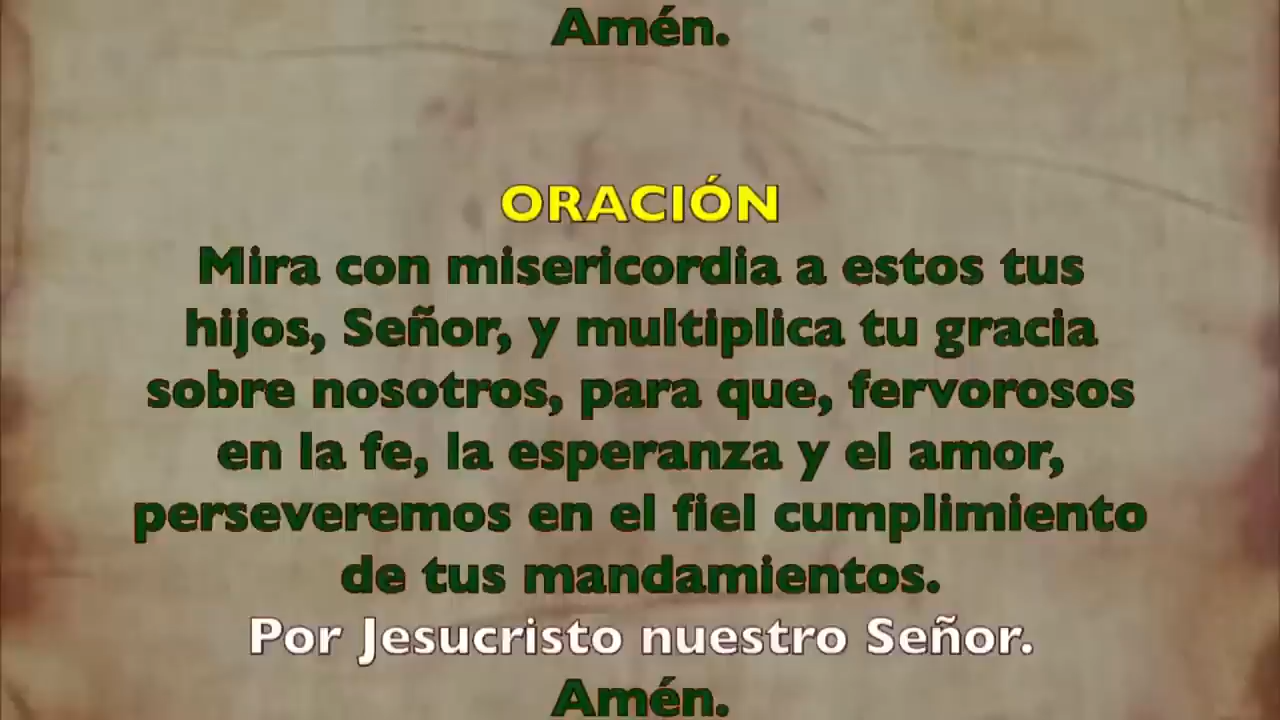 Amén.
ORACIÓN
Mira con misericordia a estos tus
hijos, Señor, y multiplica tu gracia
sobre nosotros, para que, fervorosos
en la fe, la esperanza y el amor,
perseveremos en el fiel cumplimiento
de tus mandamientos.
Por Jesucristo nuestro Señor.
Amén.